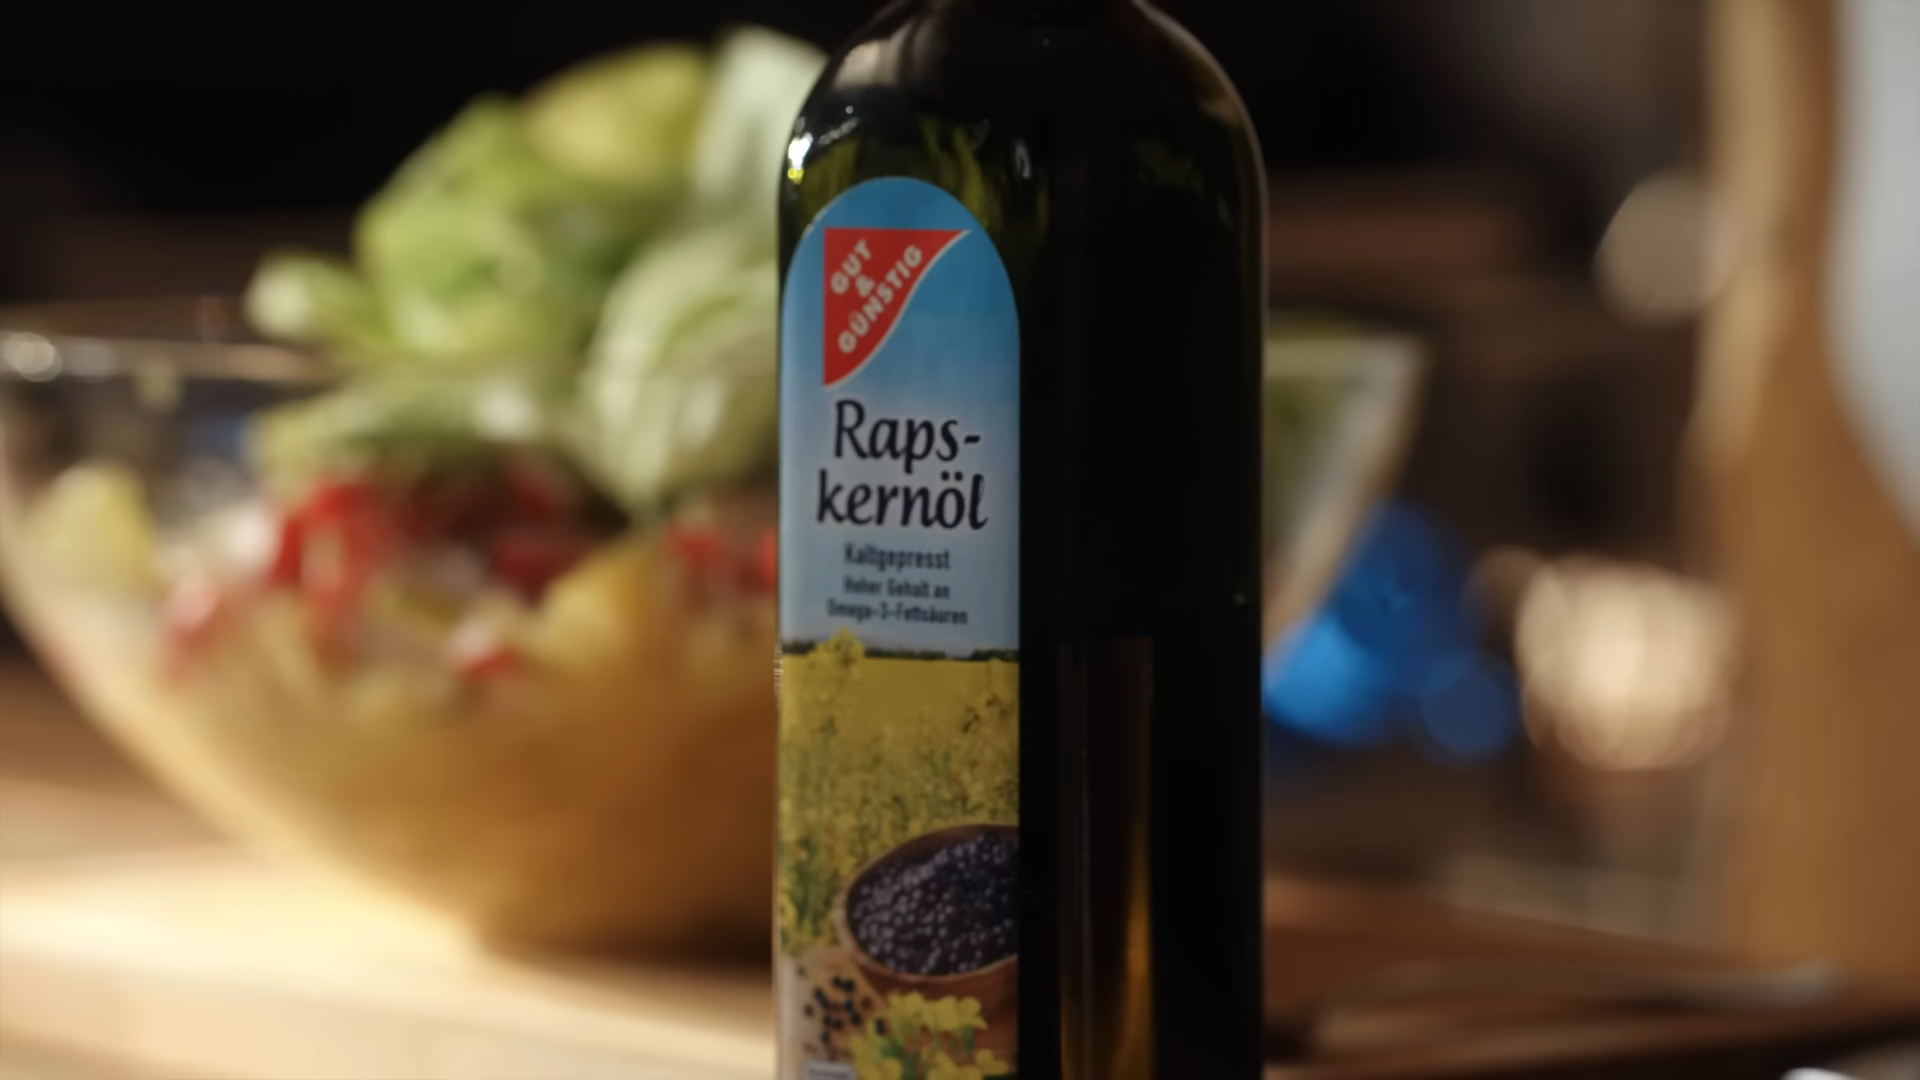 GUT
&
GÜNSTIG
Raps-
kernöl
Kaltgepresst
Hoher Gehalt an
Omega-3-Fettsäuren